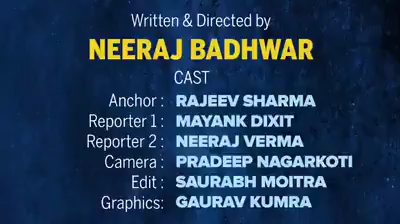 Written & Directed by
NEERAJ BADHWAR
CAST
Anchor : RAJEEV SHARMA
Reporter 1 : MAYANK DIXIT
Reporter 2 : NEERAJ VERMA
Camera : PRADEEP NAGARKOTI
Edit : SAURABH MOITRA
Graphics: GAURAV KUMRA